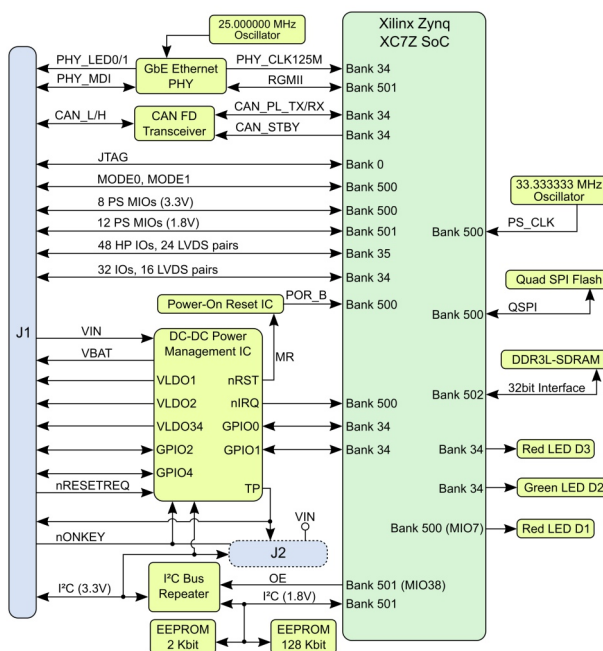 25.000000 MHz
Oscillator
Xilinx Zynq
XC7Z SoC
PHY_LED0/1
GbE Ethernet
PHY
PHY_CLK125M
Bank 34
PHY_MDI
RGMII
Bank 501
CAN_L/H
CAN FD
Transceiver
CAN_PL_TX/RX
Bank 34
CAN_STBY
Bank 34
JTAG
Bank 0
MODE0, MODE1
Bank 500
8 PS MIOs (3.3V)
Bank 500
12 PS MIOs (1.8V)
Bank 501
48 HP IOs, 24 LVDS pairs
Bank 35
32 IOs, 16 LVDS pairs
Bank 34
33.333333 MHz
Oscillator
Bank 500
PS_CLK
Quad SPI Flash
Bank 500
QSPI
DDR3L-SDRAM
Bank 502
32bit Interface
Power-On Reset IC
POR_B
Bank 500
J1
VIN
DC-DC Power
Management IC
MR
VBAT
VLDO1
nRST
VLDO2
nIRQ
Bank 500
VLDO34
GPIO0
Bank 34
GPIO2
GPIO1
Bank 34
GPIO4
nRESETREQ
TP
Bank 34
Red LED D3
Bank 34
Green LED D2
Bank 500 (MIO7)
Red LED D1
VIN
nONKEY
J2
I²C (3.3V)
I²C Bus
Repeater
OE
Bank 501 (MIO38)
I²C (1.8V)
Bank 501
EEPROM
2 Kbit
EEPROM
128 Kbit